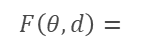 F(θ, d) =